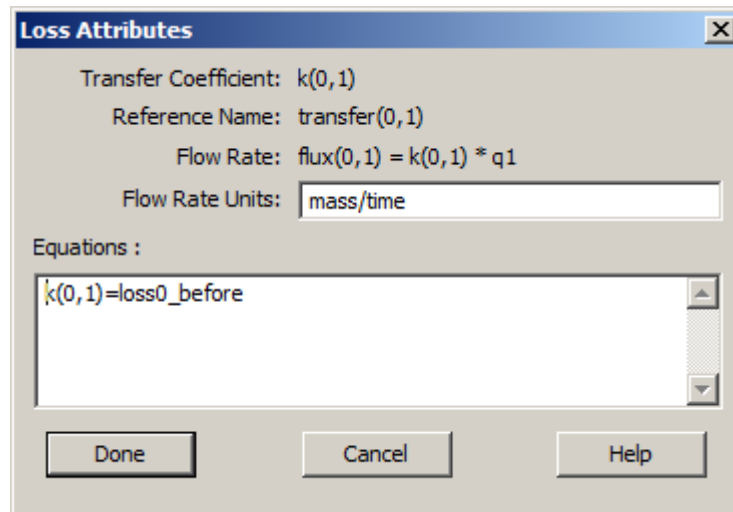 Loss Attributes
Transfer Coefficient: k(0,1)
Reference Name: transfer(0,1)
Flow Rate: flux(0,1) = k(0,1) * q1
Flow Rate Units: mass/time
Equations :
k(0,1)=loss0_before
Done Cancel Help